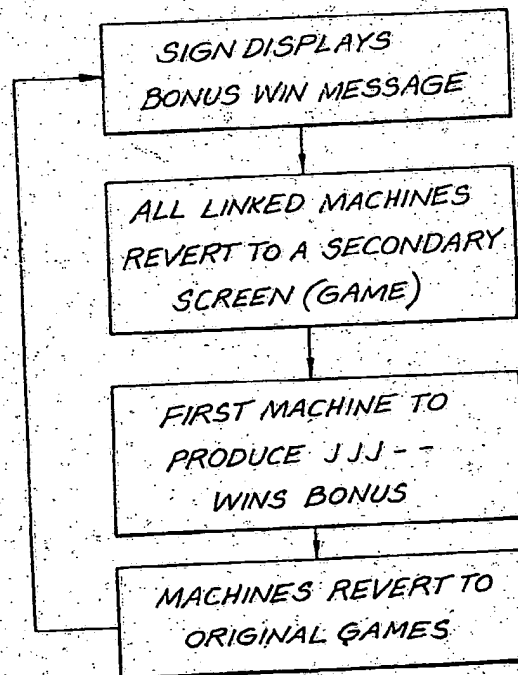 SIGN DISPLAYS
BONUS WIN MESSAGE
ALL LINKED MACHINES
REVERT TO A SECONDARY
SCREEN (GAME)
FIRST MACHINE TO
PRODUCE JJJ--
WINS BONUS
MACHINES REVERT TO
ORIGINAL GAMES